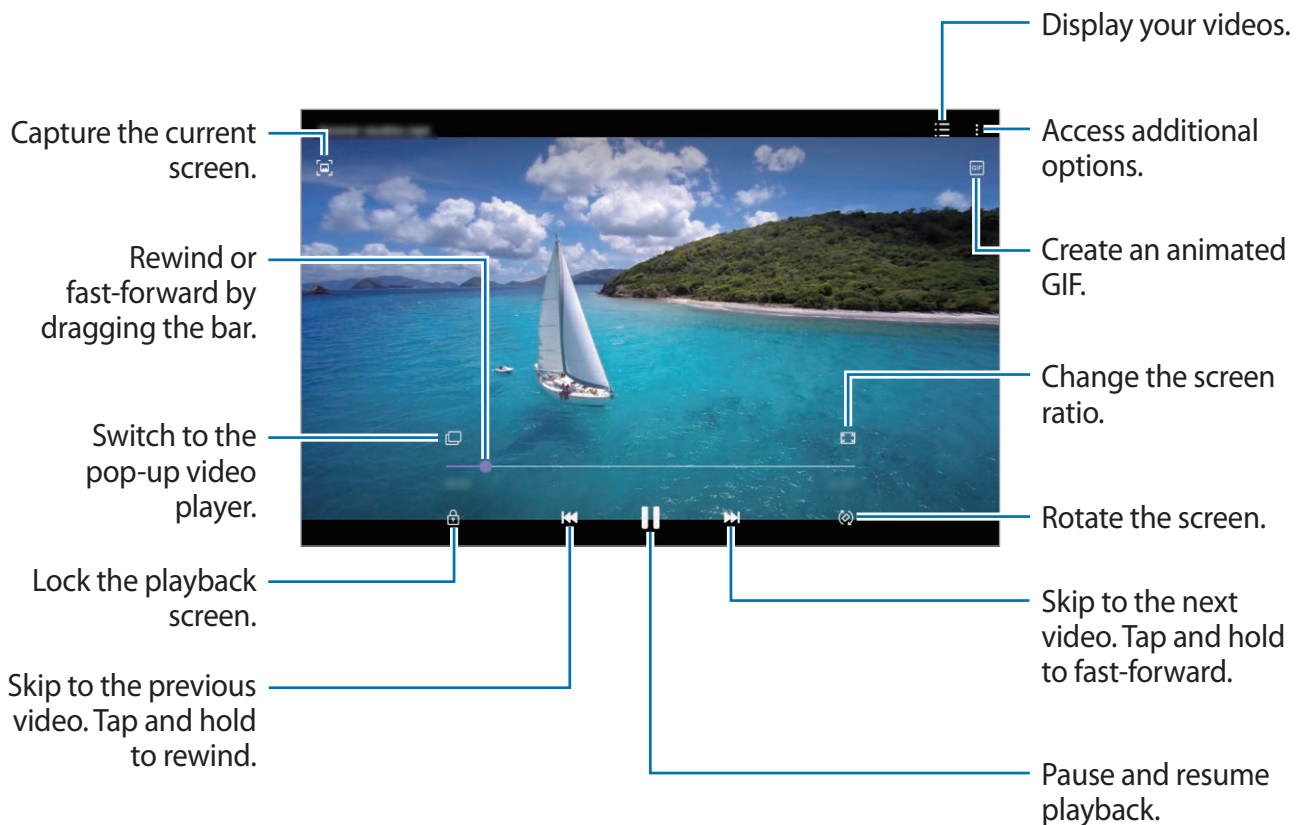 Display your videos.
Capture the current
screen.
Access additional
options.
GIF
Rewind or
fast-forward by
dragging the bar.
Create an animated
GIF.
Switch to the
pop-up video
player.
Change the screen
ratio.
Lock the playback
screen.
Rotate the screen.
Skip to the previous
video. Tap and hold
to rewind.
Skip to the next
video. Tap and hold
to fast-forward.
Pause and resume
playback.